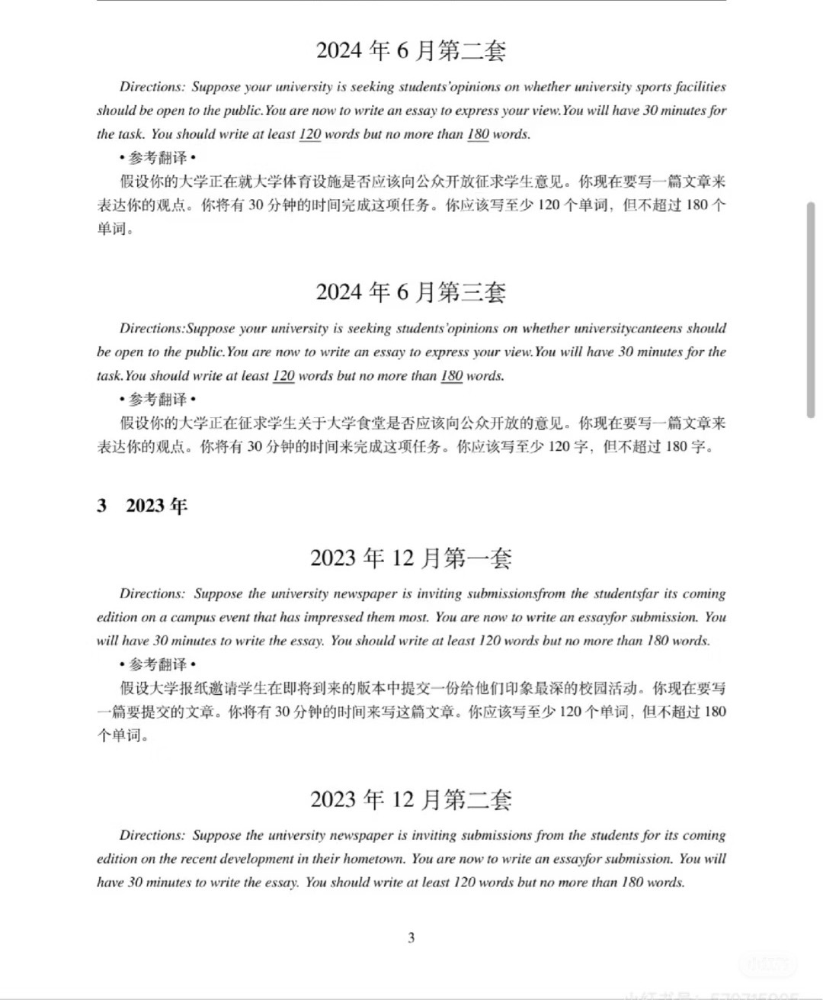 2024 年 6 月第二套
Directions: Suppose your university is seeking students'opinions on whether university sports facilities
should be open to the public.You are now to write an essay to express your view.You will have 30 minutes for
the task. You should write at least 120 words but no more than 180 words.
• 参考翻译 •
假设你的大学正在就大学体育设施是否应该向公众开放征求学生意见。你现在要写一篇文章来
表达你的观点。你将有 30 分钟的时间完成这项任务。你应该写至少 120 个单词，但不超过 180 个
单词。
2024 年 6 月第三套
Directions:Suppose your university is seeking students'opinions on whether universitycanteens should
be open to the public.You are now to write an essay to express your view.You will have 30 minutes for the
task.You should write at least 120 words but no more than 180 words.
• 参考翻译 •
假设你的大学正在征求学生关于大学食堂是否应该向公众开放的意见。你现在要写一篇文章来
表达你的观点。你将有 30 分钟的时间来完成这项任务。你应该写至少 120 字，但不超过 180 字。
3 2023 年
2023 年 12 月第一套
Directions: Suppose the university newspaper is inviting submissionsfrom the studentsfar its coming
edition on a campus event that has impressed them most. You are now to write an essayfor submission. You
will have 30 minutes to write the essay. You should write at least 120 words but no more than 180 words.
• 参考翻译 •
假设大学报纸邀请学生在即将到来的版本中提交一份给他们印象最深的校园活动。你现在要写
一篇要提交的文章。你将有 30 分钟的时间来写这篇文章。你应该写至少 120 个单词，但不超过 180
个单词。
2023 年 12 月第二套
Directions: Suppose the university newspaper is inviting submissions from the students for its coming
edition on the recent development in their hometown. You are now to write an essayfor submission. You will
have 30 minutes to write the essay. You should write at least 120 words but no more than 180 words.
3